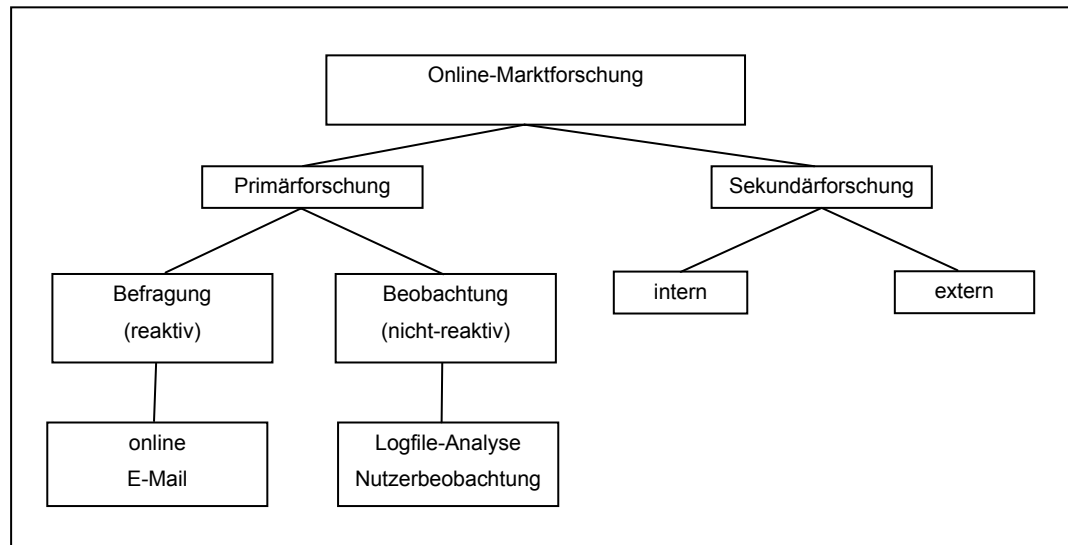 Online-Marktforschung
Primärforschung
Sekundärforschung
Befragung
(reaktiv)
Beobachtung
(nicht-reaktiv)
intern
extern
online
E-Mail
Logfile-Analyse
Nutzerbeobachtung